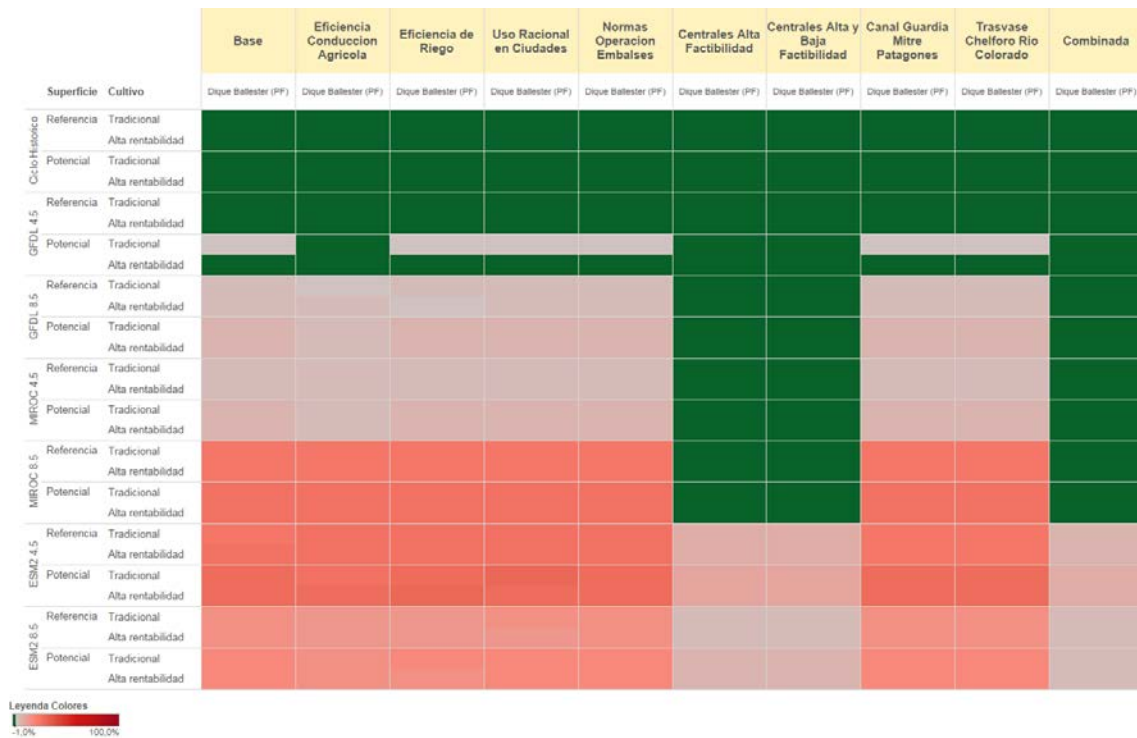 Base
Eficiencia Conduccion Agricola
Eficiencia de Riego
Uso Racional en Ciudades
Normas Operacion Embalses
Centrales Alta Factibilidad
Centrales Alta y Baja Factibilidad
Canal Guardia Mitre Patagones
Trasvase Chelforo Rio Colorado
Combinada
Superficie Cultivo Dique Ballester (PF) Dique Ballester (PF) Dique Ballester (PF) Dique Ballester (PF) Dique Ballester (PF) Dique Ballester (PF) Dique Ballester (PF) Dique Ballester (PF) Dique Ballester (PF) Dique Ballester (PF)
Ciclo Historico
Referencia Tradicional
Alta rentabilidad
Potencial Tradicional
Alta rentabilidad
GFDL 4.5
Referencia Tradicional
Alta rentabilidad
Potencial Tradicional
Alta rentabilidad
GFDL 8.5
Referencia Tradicional
Alta rentabilidad
Potencial Tradicional
Alta rentabilidad
MIROC 4.5
Referencia Tradicional
Alta rentabilidad
Potencial Tradicional
Alta rentabilidad
MIROC 8.5
Referencia Tradicional
Alta rentabilidad
Potencial Tradicional
Alta rentabilidad
ESM2 4.5
Referencia Tradicional
Alta rentabilidad
Potencial Tradicional
Alta rentabilidad
ESM2 8.5
Referencia Tradicional
Alta rentabilidad
Potencial Tradicional
Alta rentabilidad
Leyenda Colores
-1,0% 100,0%